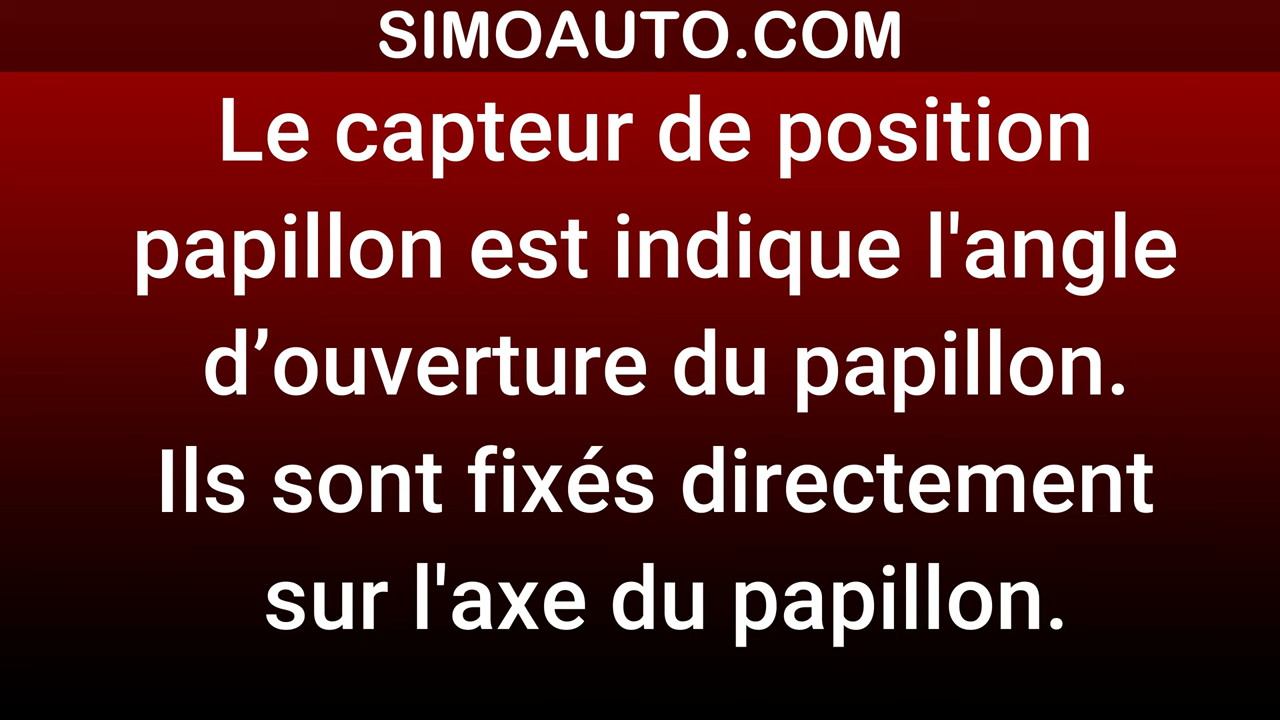 SIMOAUTO.COM
Le capteur de position
papillon est indique l'angle
d’ouverture du papillon.
Ils sont fixés directement
sur l'axe du papillon.